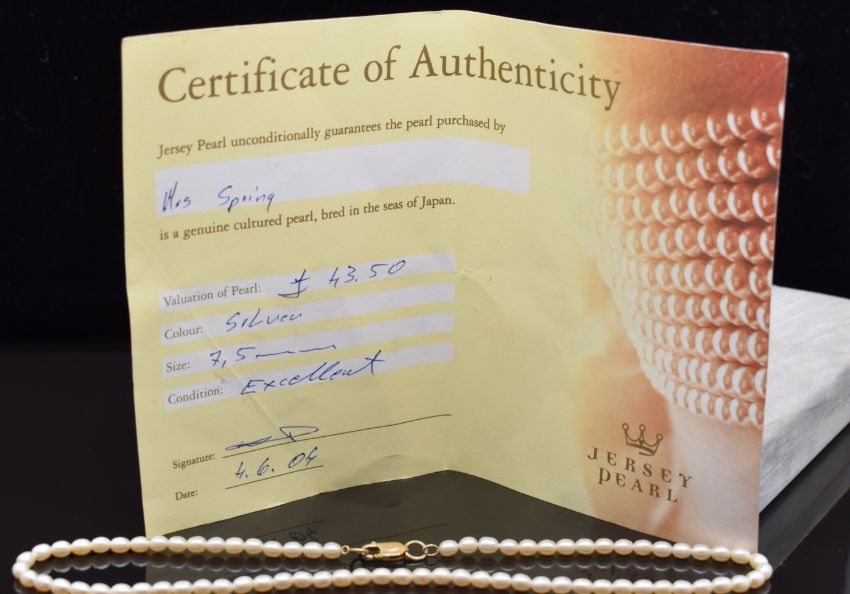 Certificate of Authenticity
Jersey Pearl unconditionally guarantees the pearl purchased by
Mrs Spring
is a genuine cultured pearl, bred in the seas of Japan.
Valuation of Pearl: £ 43.50
Colour: Silver
Size: 7,5
Condition: Excellent
Signature:
Date: 4.6.04
JERSEY
PEARL